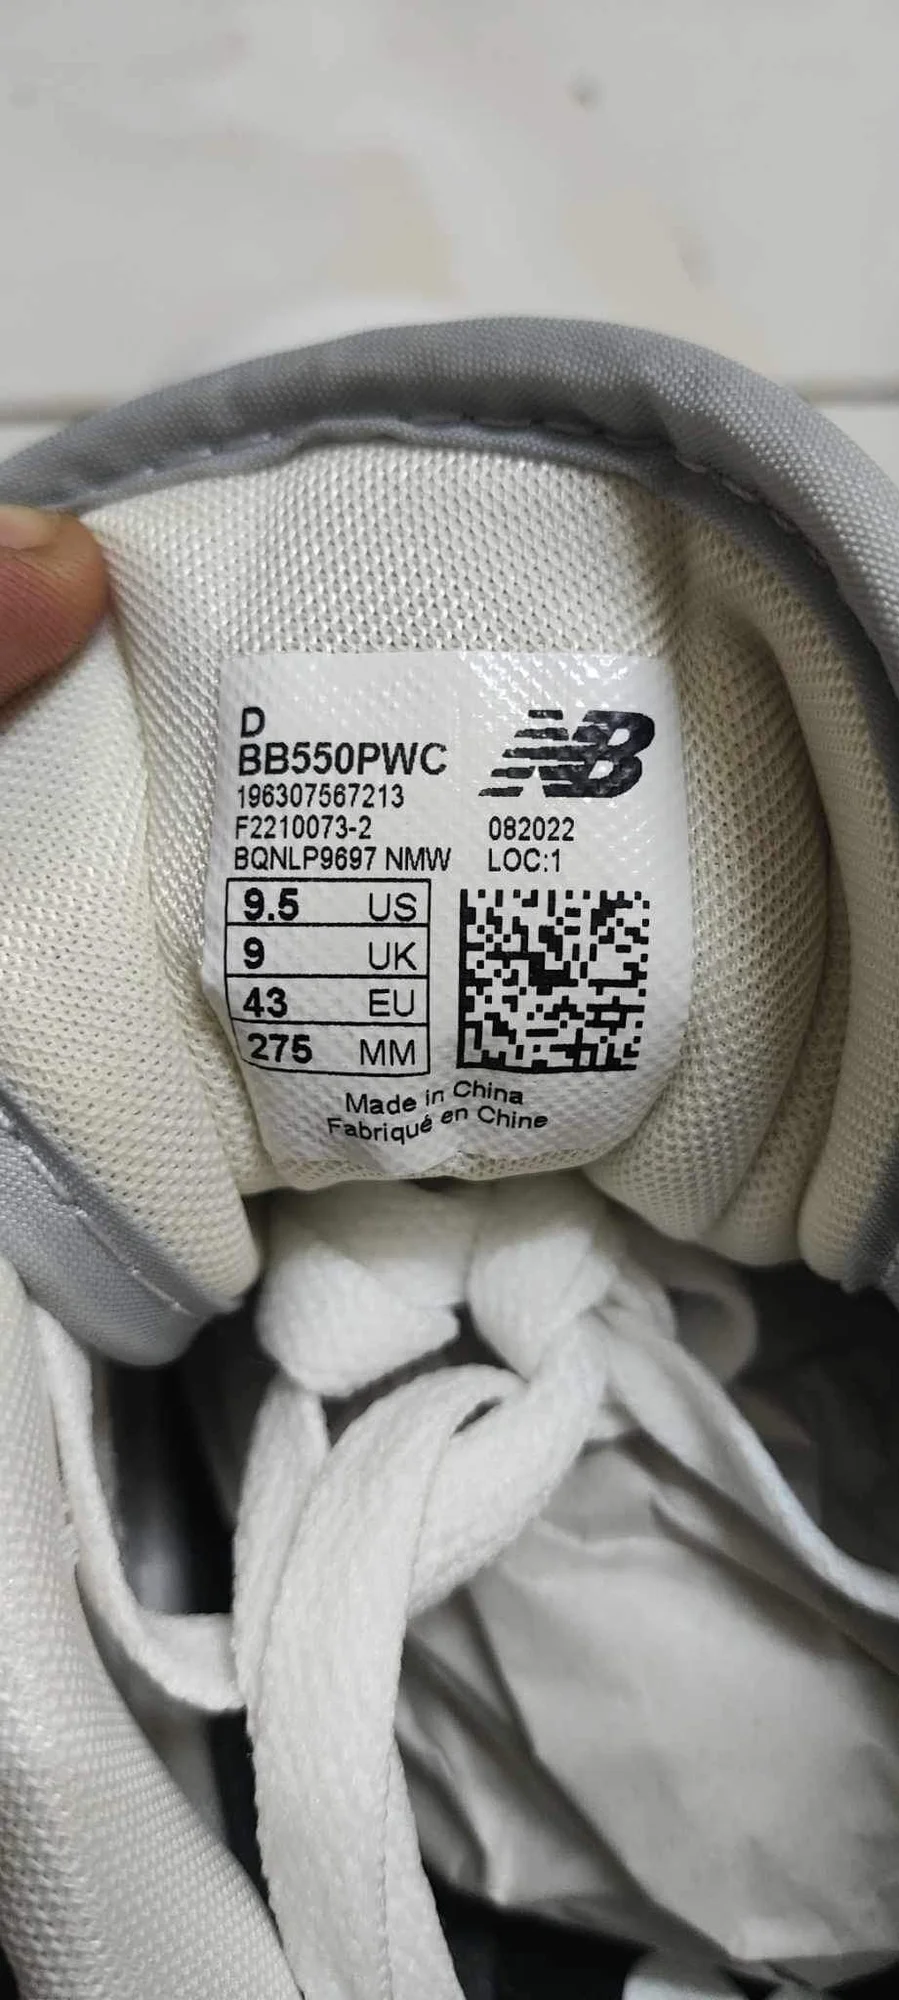 D
BB550PWC
NB
196307567213
F2210073-2 082022
BQNLP9697 NMW LOC:1
9.5 US
9 UK
43 EU
275 MM
Made in China
Fabriqué en Chine